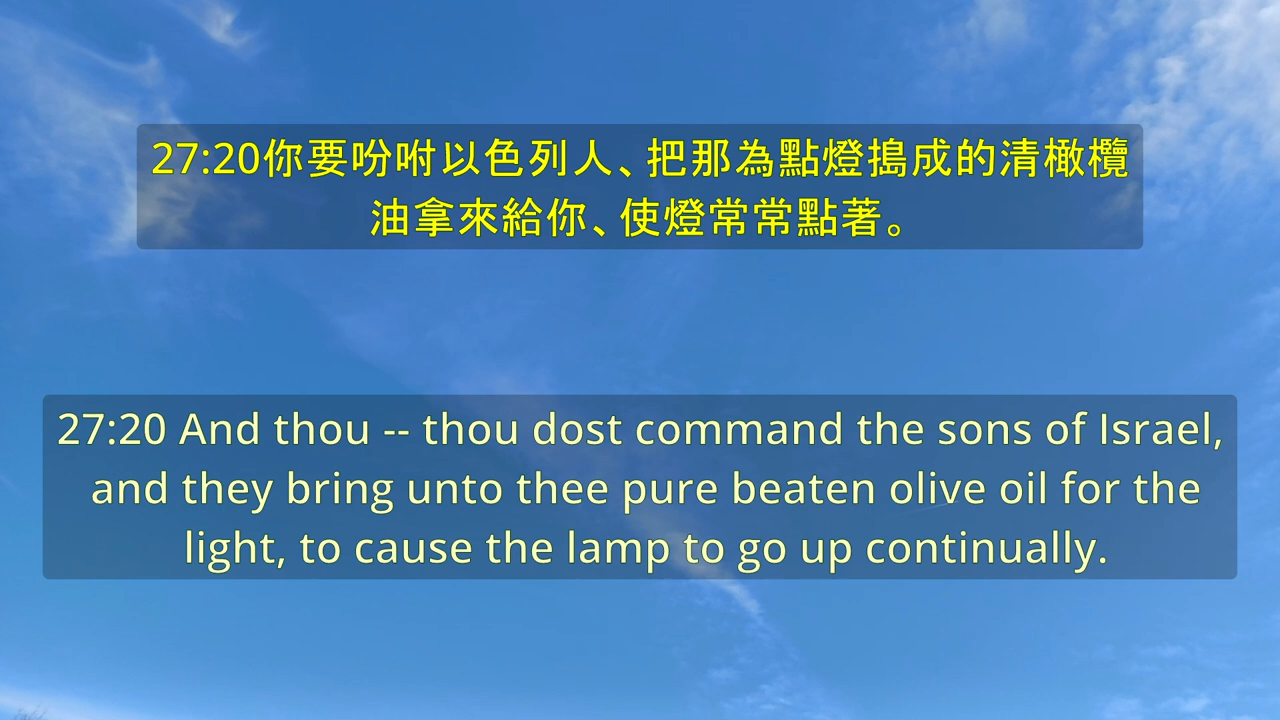 27:20你要吩咐以色列人、把那為點燈搗成的清橄欖
油拿來給你、使燈常常點著。
27:20 And thou -- thou dost command the sons of Israel,
and they bring unto thee pure beaten olive oil for the
light, to cause the lamp to go up continually.